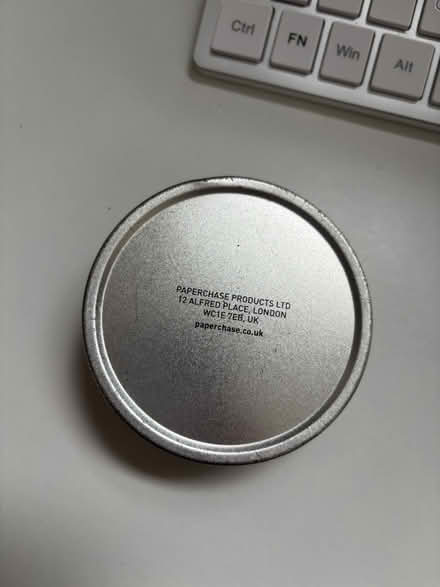 Ctrl
FN
Win
Alt
PAPERCHASE PRODUCTS LTD
12 ALFRED PLACE, LONDON
WC1E 7EB, UK
paperchase.co.uk